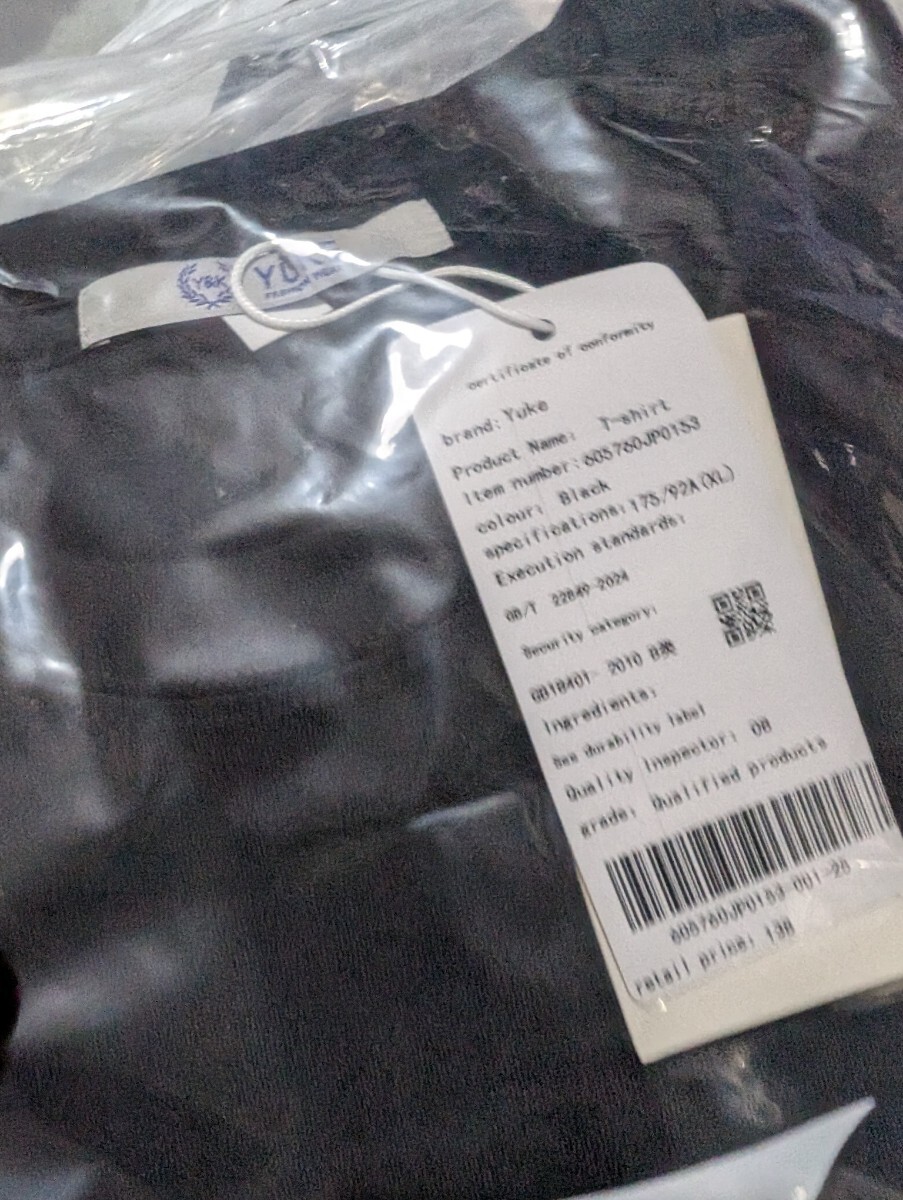 Y&K
certificate of conformity
brand: Yuke
Product Name: T-shirt
Item number: 605760JP0153
colour: Black
specifications: 175/92A(XL)
Execution standards:
GB/T 22849-2024
Security category:
GB18401- 2010 B类
Ingredients:
See durability label
Quality Inspector: 08
grade: Qualified products
605760JP0153-001-28
retail price: 138